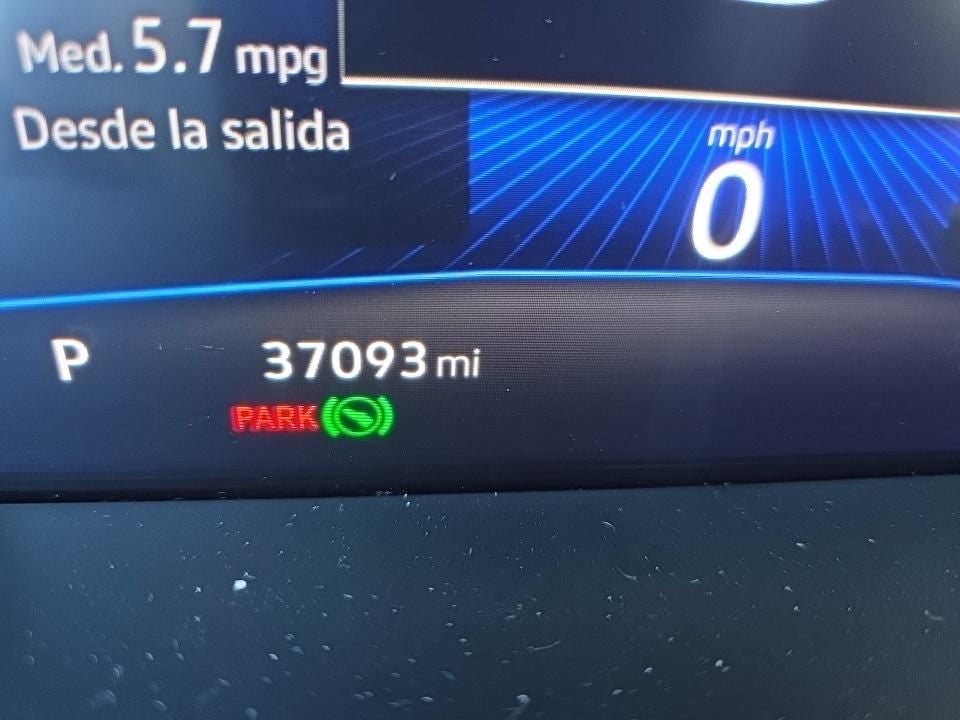 Med. 5.7 mpg
Desde la salida
mph
0
P
37093 mi
PARK